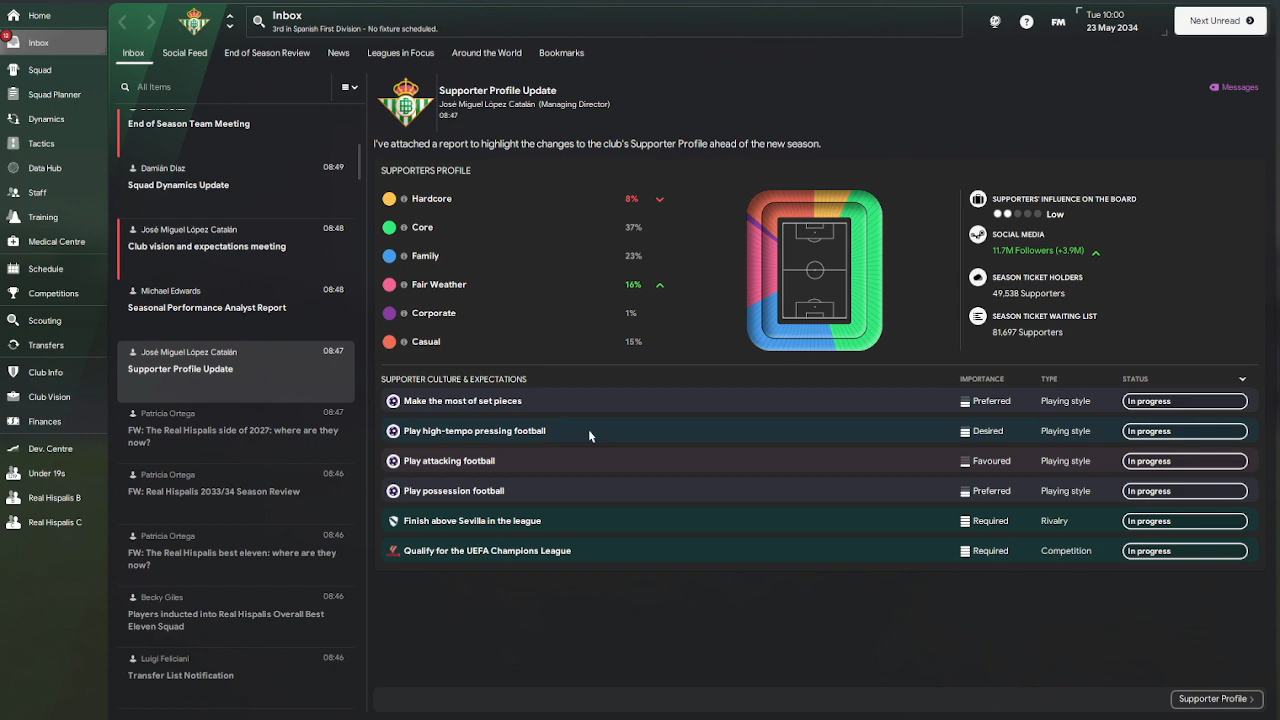 Home
12
Inbox
Squad
Squad Planner
Dynamics
Tactics
Data Hub
Staff
Training
Medical Centre
Schedule
Competitions
Scouting
Transfers
Club Info
Club Vision
Finances
Dev. Centre
Under 19s
Real Hispalis B
Real Hispalis C
Inbox
3rd in Spanish First Division - No fixture scheduled.
FM
Tue 10:00
23 May 2034
Next Unread
Inbox
Social Feed
End of Season Review
News
Leagues in Focus
Around the World
Bookmarks
All Items
End of Season Team Meeting
Damián Díaz 08:49
Squad Dynamics Update
José Miguel López Catalán 08:48
Club vision and expectations meeting
Michael Edwards 08:48
Seasonal Performance Analyst Report
José Miguel López Catalán 08:47
Supporter Profile Update
Patricia Ortega 08:47
FW: The Real Hispalis side of 2027: where are they
now?
Patricia Ortega 08:46
FW: Real Hispalis 2033/34 Season Review
Patricia Ortega 08:46
FW: The Real Hispalis best eleven: where are they
now?
Becky Giles 08:46
Players inducted into Real Hispalis Overall Best
Eleven Squad
Luigi Feliciani 08:46
Transfer List Notification
Supporter Profile Update
José Miguel López Catalán (Managing Director)
08:47
Messages
I've attached a report to highlight the changes to the club's Supporter Profile ahead of the new season.
SUPPORTERS PROFILE
Hardcore 8%
Core 37%
Family 23%
Fair Weather 16%
Corporate 1%
Casual 15%
SUPPORTERS' INFLUENCE ON THE BOARD
Low
SOCIAL MEDIA
11.7M Followers (+3.9M)
SEASON TICKET HOLDERS
49,538 Supporters
SEASON TICKET WAITING LIST
81,697 Supporters
SUPPORTER CULTURE & EXPECTATIONS IMPORTANCE TYPE STATUS
Make the most of set pieces Preferred Playing style In progress
Play high-tempo pressing football Desired Playing style In progress
Play attacking football Favoured Playing style In progress
Play possession football Preferred Playing style In progress
Finish above Sevilla in the league Required Rivalry In progress
Qualify for the UEFA Champions League Required Competition In progress
Supporter Profile